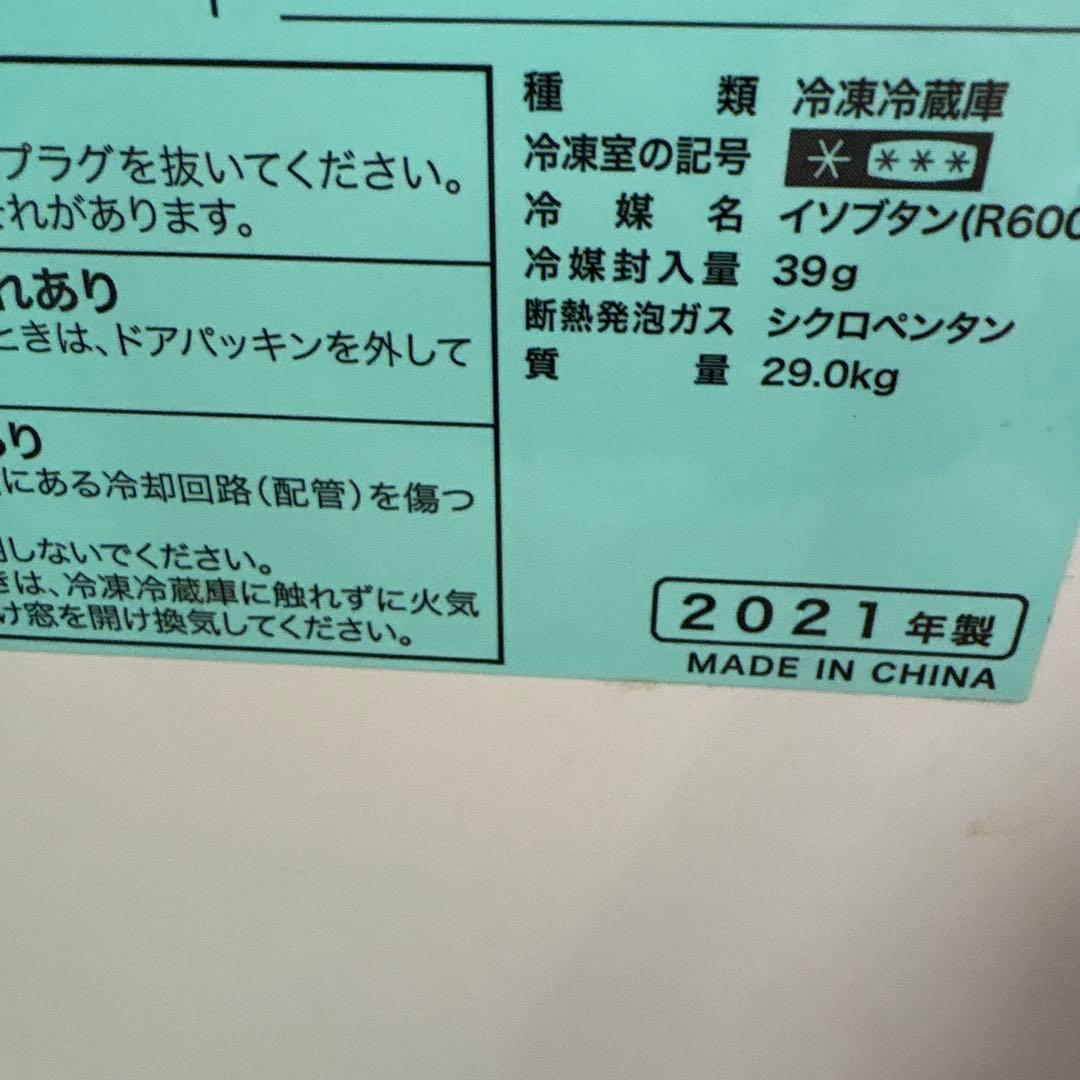 プラグを抜いてください。
れがあります。
れあり
ときは、ドアパッキンを外して
り
にある冷却回路(配管)を傷つ
しないでください。
きは、冷凍冷蔵庫に触れずに火気
け窓を開け換気してください。
種類 冷凍冷蔵庫
冷凍室の記号 * ***
冷媒名 イソブタン(R600
冷媒封入量 39g
断熱発泡ガス シクロペンタン
質量 29.0kg
2021年製
MADE IN CHINA